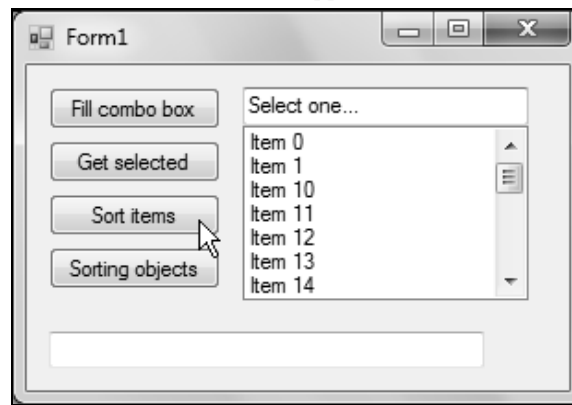 Form1
Fill combo box
Get selected
Sort items
Sorting objects
Select one...
Item 0
Item 1
Item 10
Item 11
Item 12
Item 13
Item 14